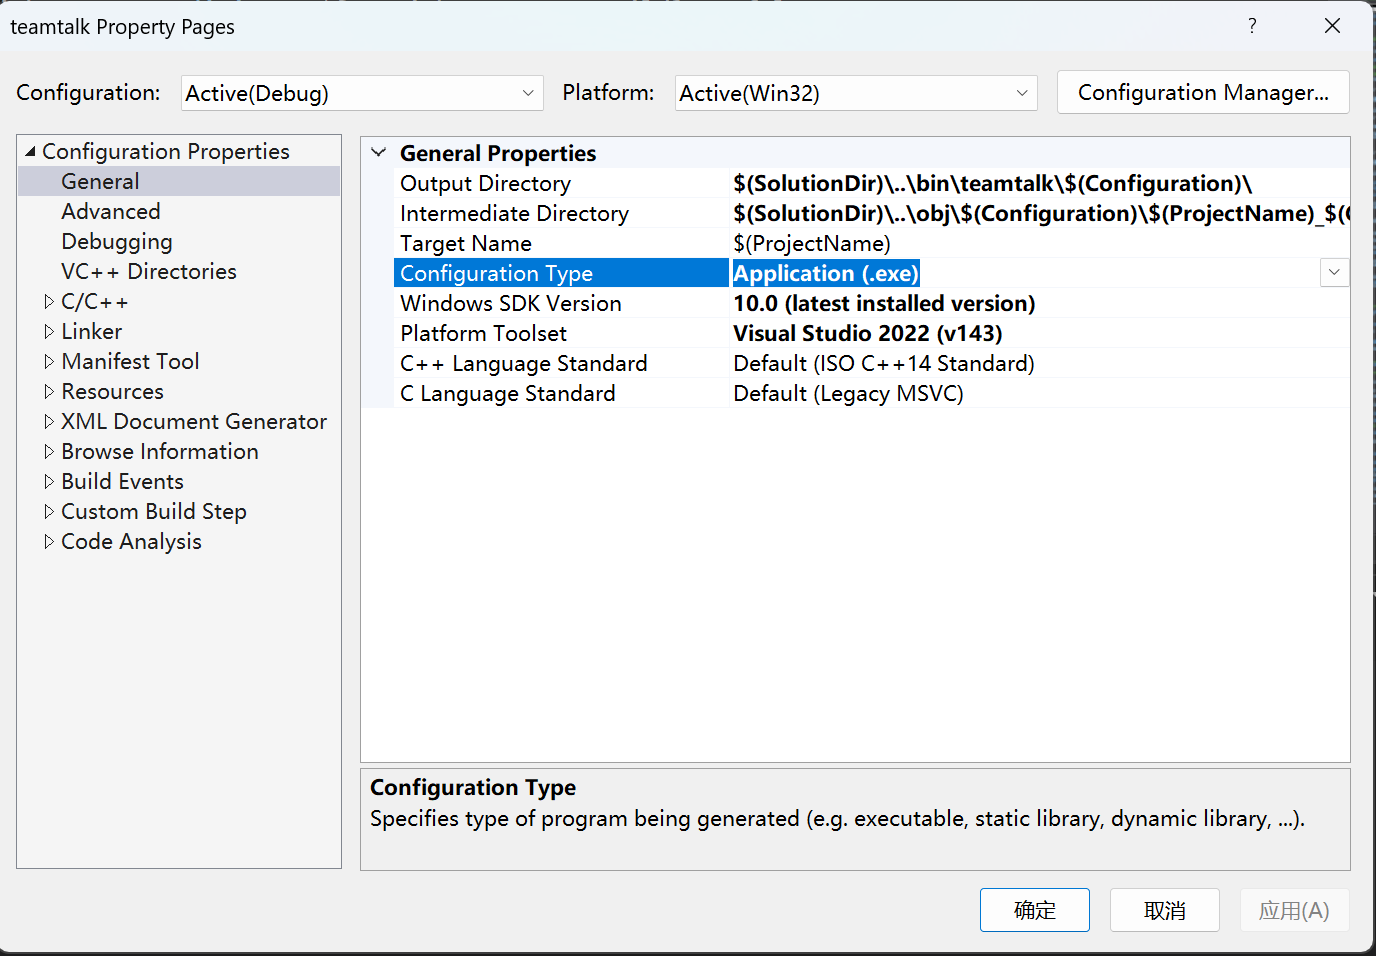 teamtalk Property Pages
?
Configuration: Active(Debug) Platform: Active(Win32) Configuration Manager...
Configuration Properties
General
Advanced
Debugging
VC++ Directories
C/C++
Linker
Manifest Tool
Resources
XML Document Generator
Browse Information
Build Events
Custom Build Step
Code Analysis
General Properties
Output Directory $(SolutionDir)\..\bin\teamtalk\$(Configuration)\
Intermediate Directory $(SolutionDir)\..\obj\$(Configuration)\$(ProjectName)_$(
Target Name $(ProjectName)
Configuration Type Application (.exe)
Windows SDK Version 10.0 (latest installed version)
Platform Toolset Visual Studio 2022 (v143)
C++ Language Standard Default (ISO C++14 Standard)
C Language Standard Default (Legacy MSVC)
Configuration Type
Specifies type of program being generated (e.g. executable, static library, dynamic library, ...).
确定 取消 应用(A)